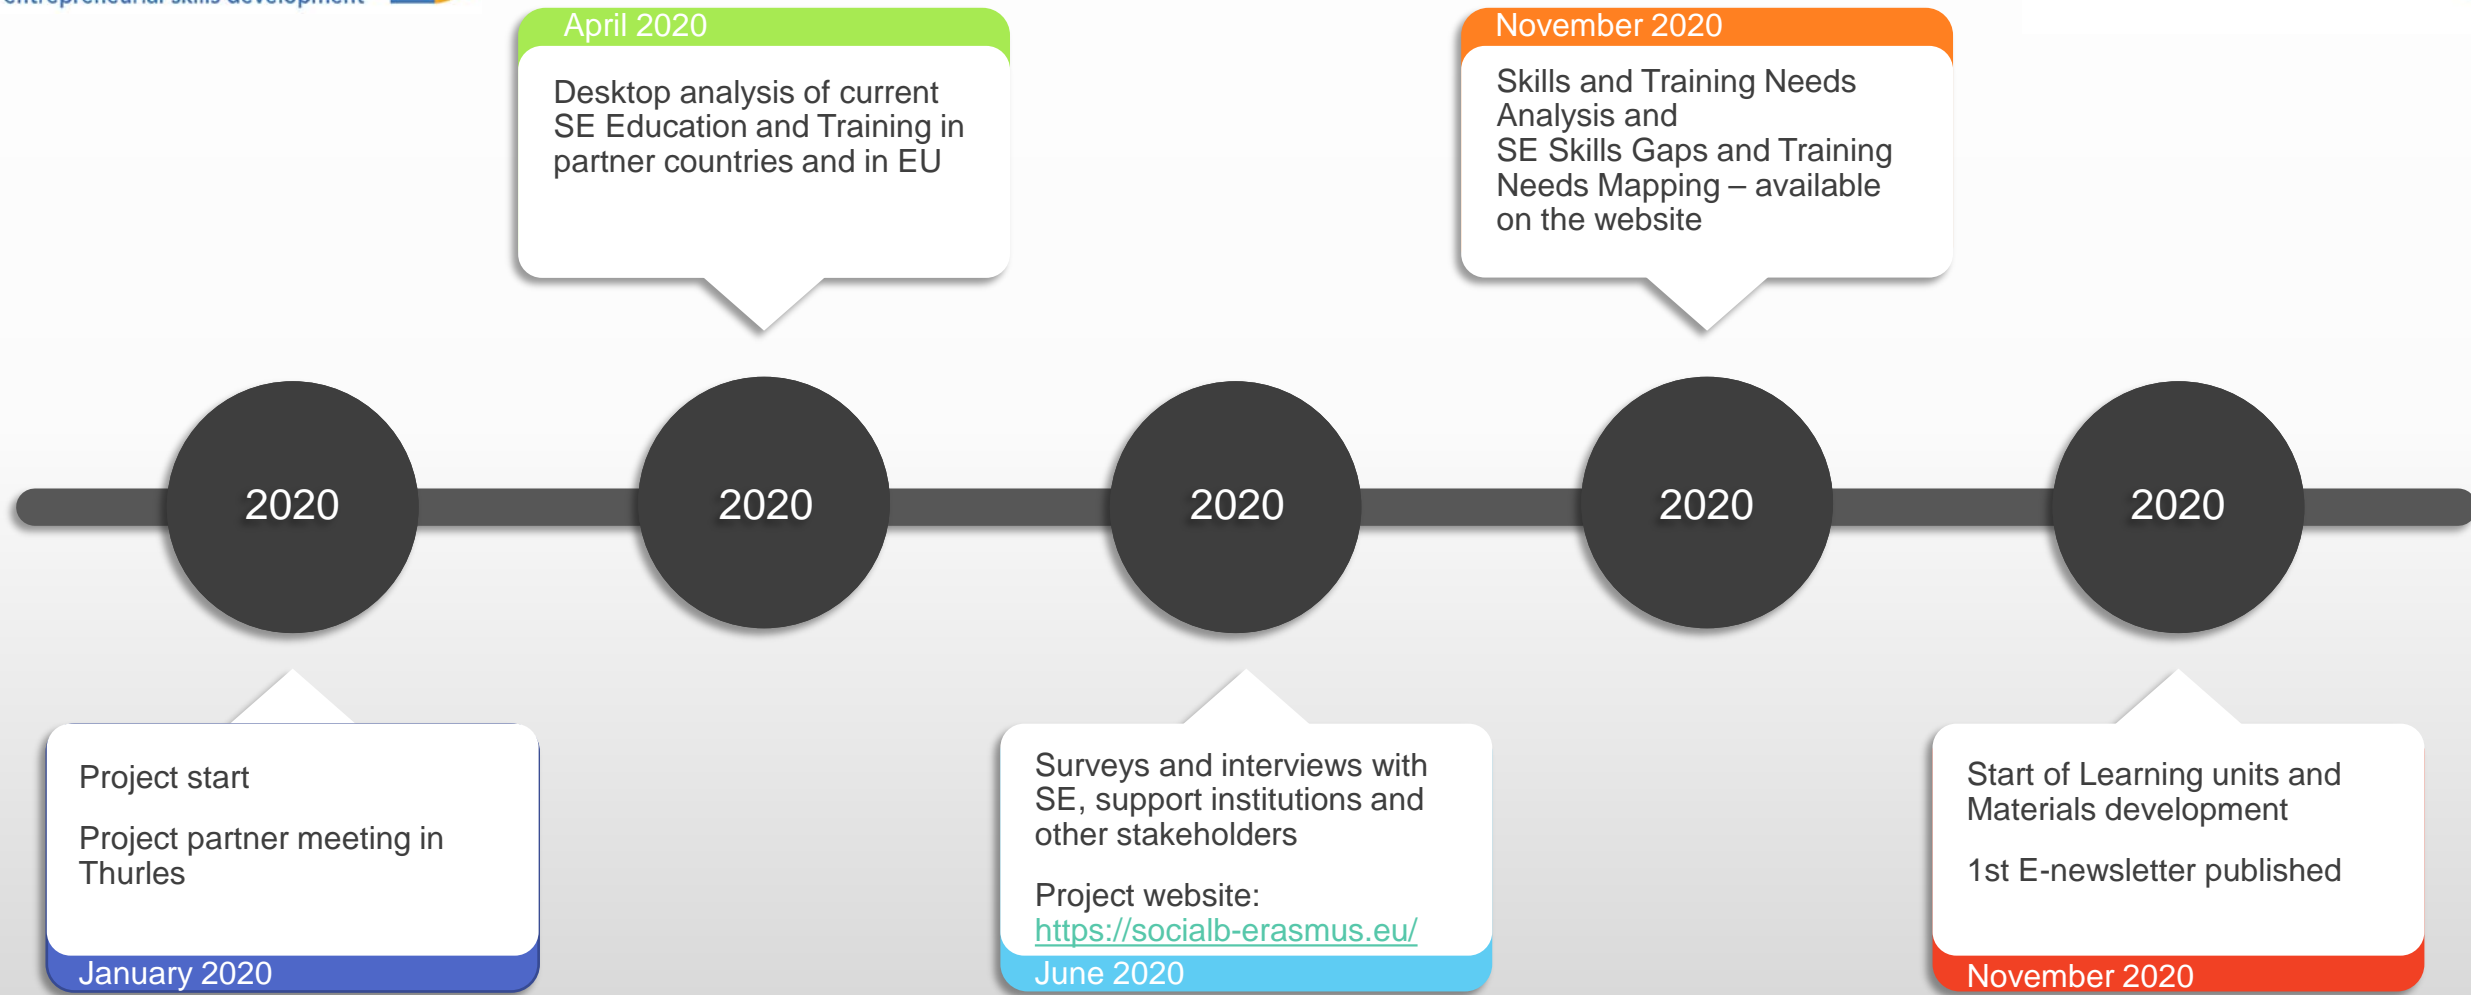 entrepreneurial skills development
April 2020
Desktop analysis of current
SE Education and Training in
partner countries and in EU
November 2020
Skills and Training Needs
Analysis and
SE Skills Gaps and Training
Needs Mapping – available
on the website
2020
2020
2020
2020
2020
Project start
Project partner meeting in
Thurles
January 2020
Surveys and interviews with
SE, support institutions and
other stakeholders
Project website:
https://socialb-erasmus.eu/
June 2020
Start of Learning units and
Materials development
1st E-newsletter published
November 2020